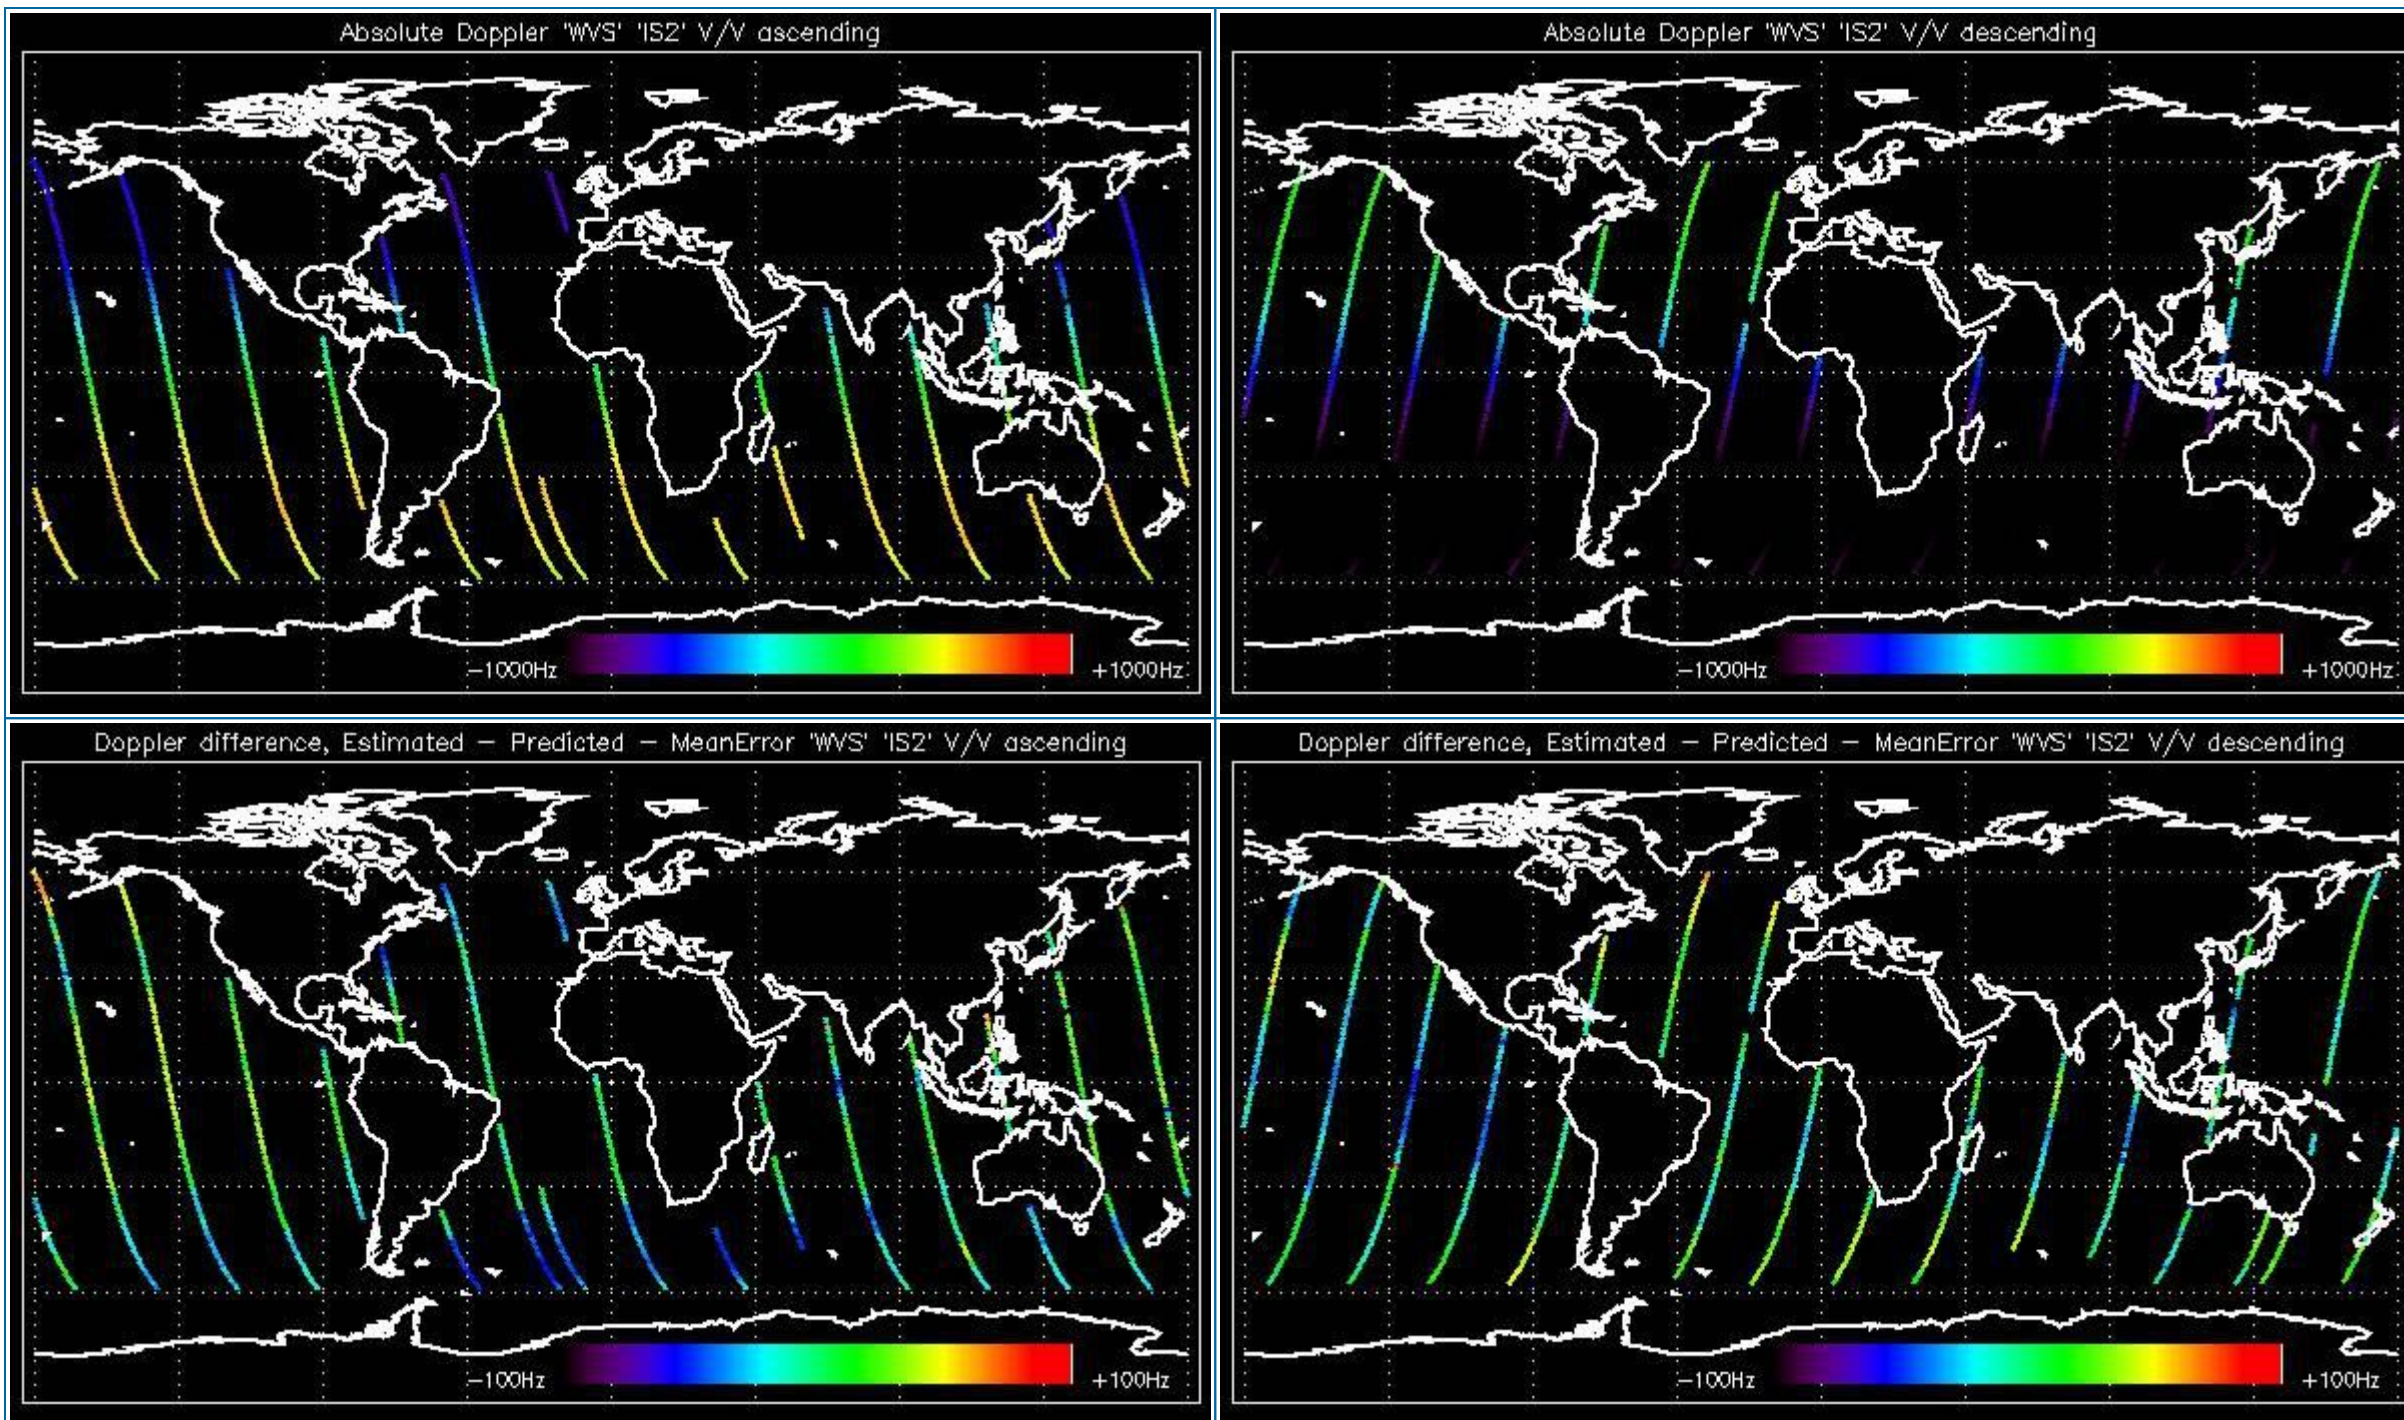 Absolute Doppler 'WVS' 'IS2' V/V ascending
-1000Hz
+1000Hz
Absolute Doppler 'WVS' 'IS2' V/V descending
-1000Hz
+1000Hz
Doppler difference, Estimated - Predicted - MeanError 'WVS' 'IS2' V/V ascending
-100Hz
+100Hz
Doppler difference, Estimated - Predicted - MeanError 'WVS' 'IS2' V/V descending
-100Hz
+100Hz